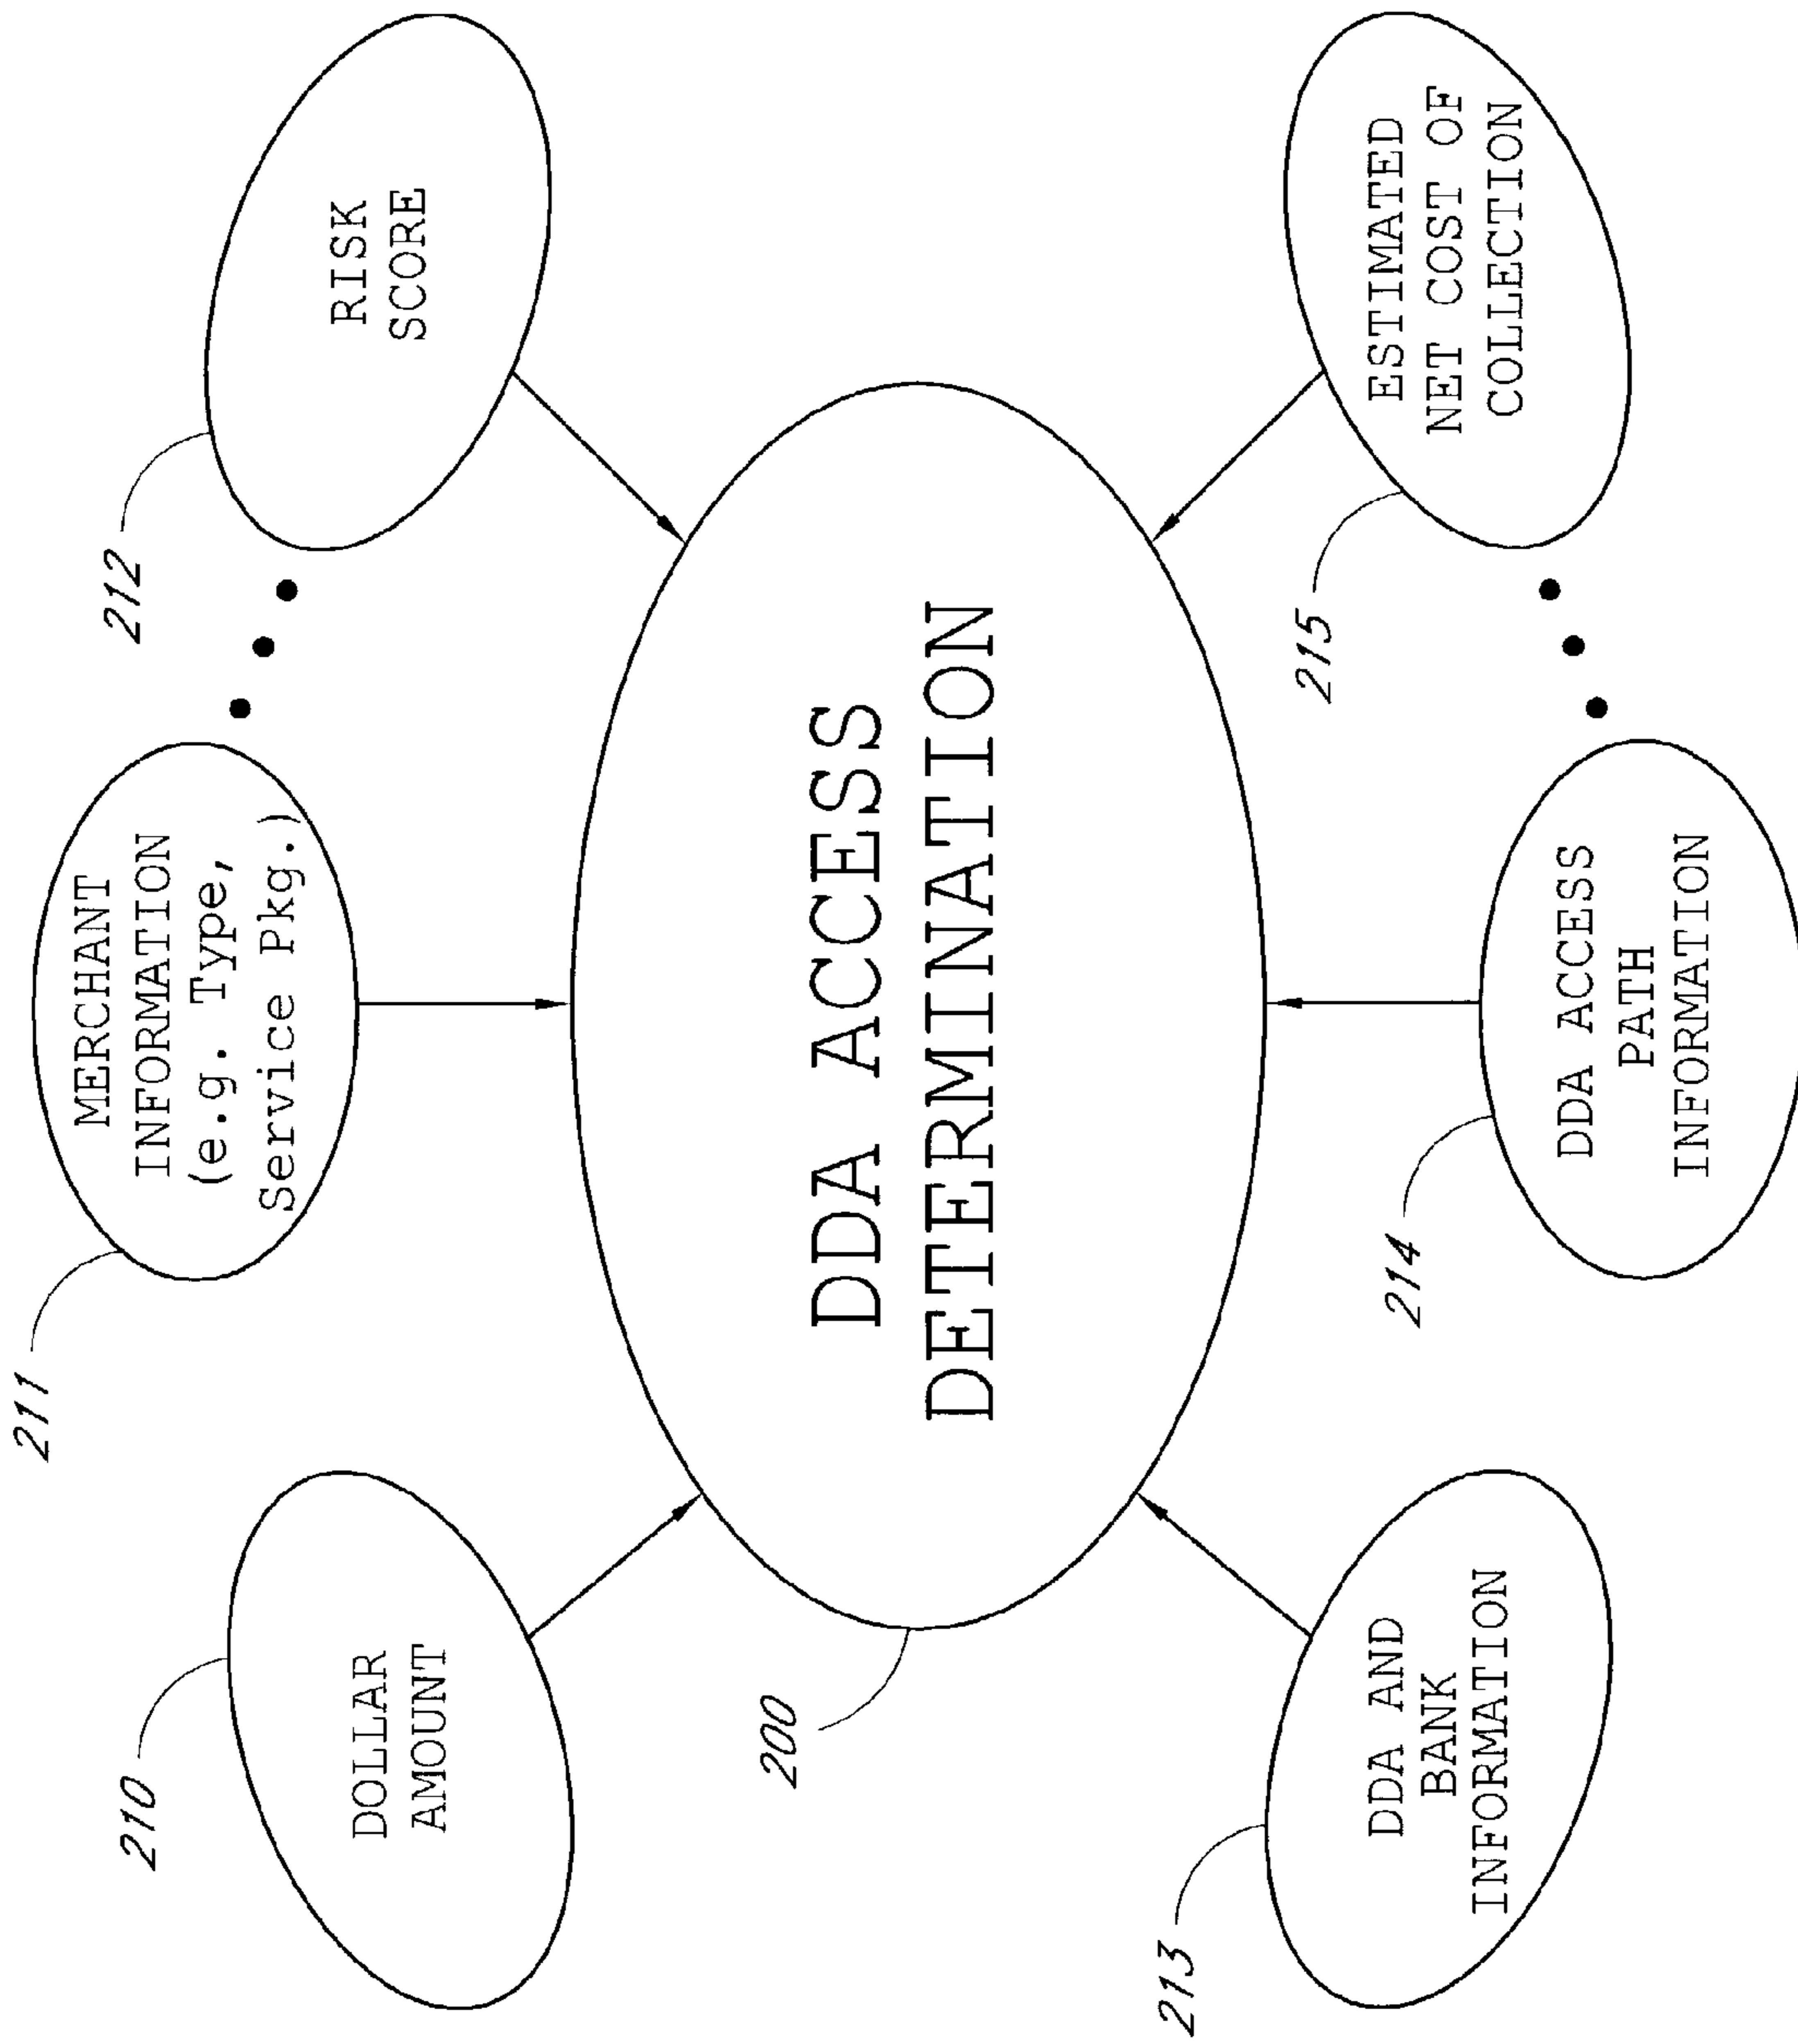 210
DOLLAR
AMOUNT
211
MERCHANT
INFORMATION
(e.g. Type,
Service Pkg.)
212
RISK
SCORE
200
DDA ACCESS
DETERMINATION
213
DDA AND
BANK
INFORMATION
214
DDA ACCESS
PATH
INFORMATION
215
ESTIMATED
NET COST OF
COLLECTION